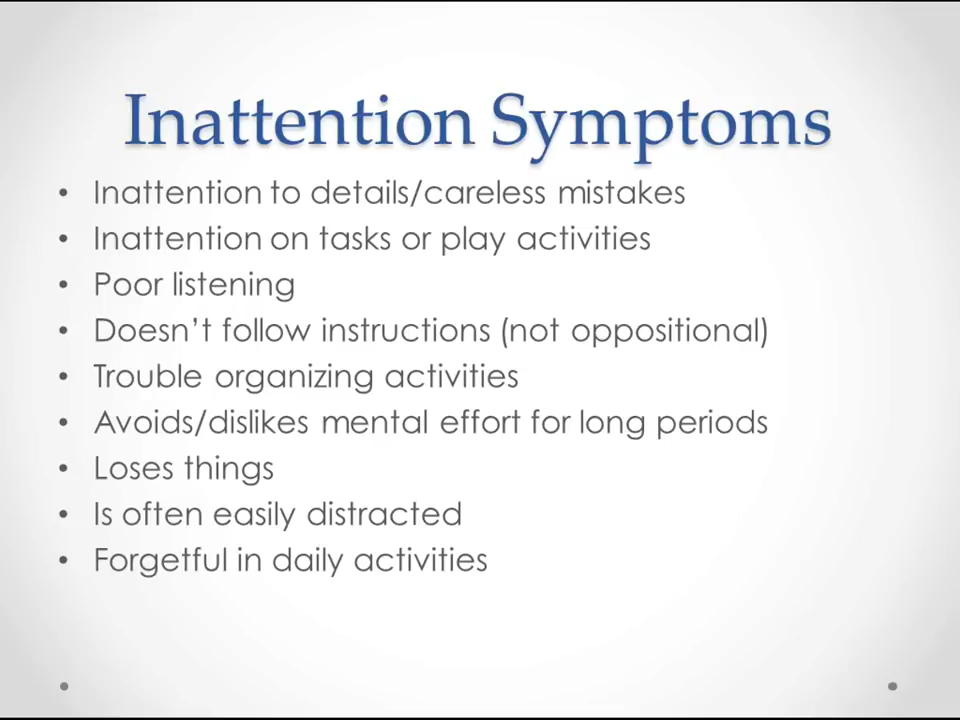 Inattention Symptoms
• Inattention to details/careless mistakes
• Inattention on tasks or play activities
• Poor listening
• Doesn’t follow instructions (not oppositional)
• Trouble organizing activities
• Avoids/dislikes mental effort for long periods
• Loses things
• Is often easily distracted
• Forgetful in daily activities